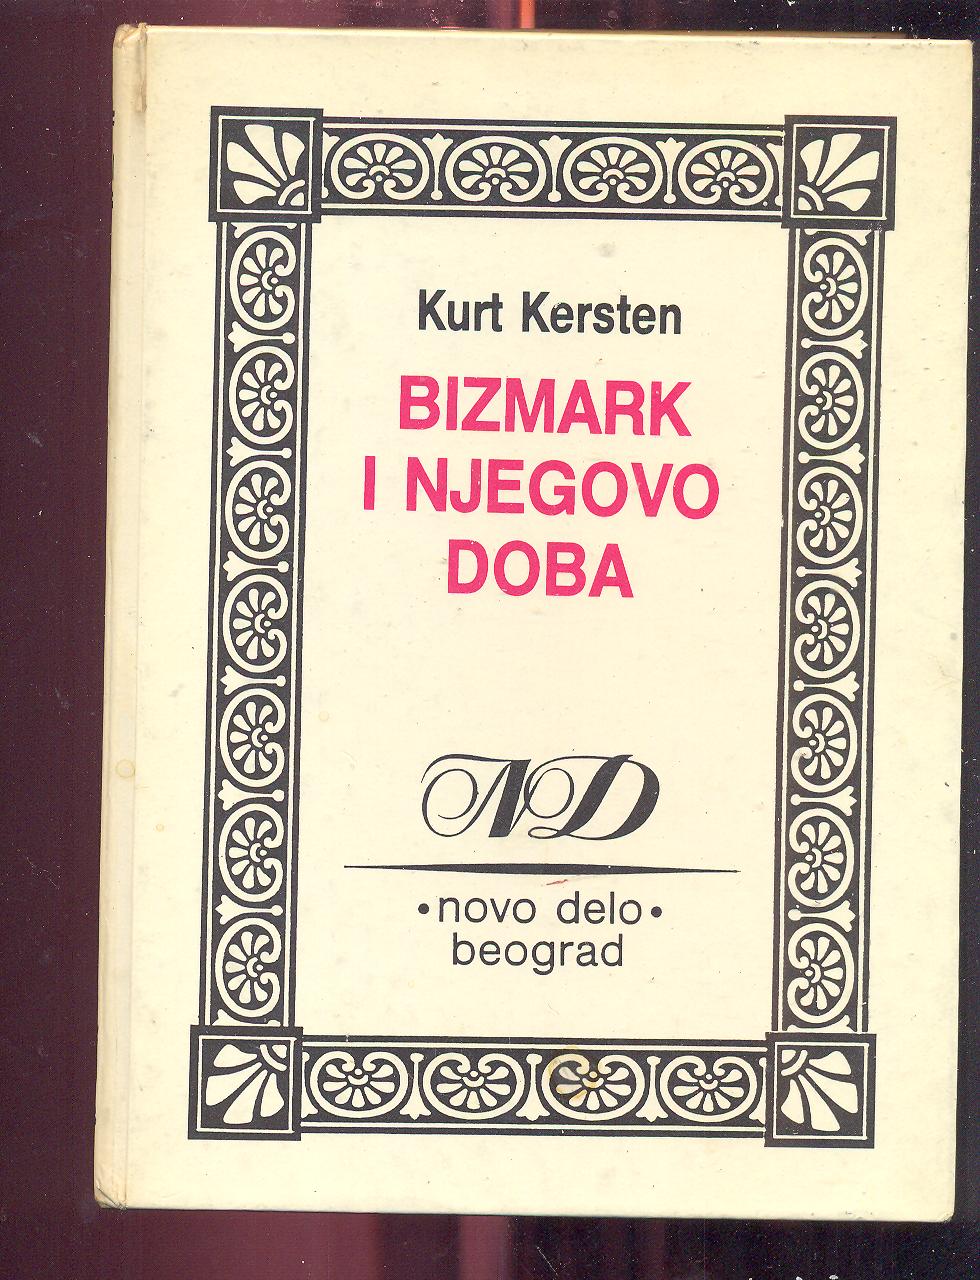 Kurt Kersten
BIZMARK
I NJEGOVO
DOBA
ND
•novo delo•
beograd